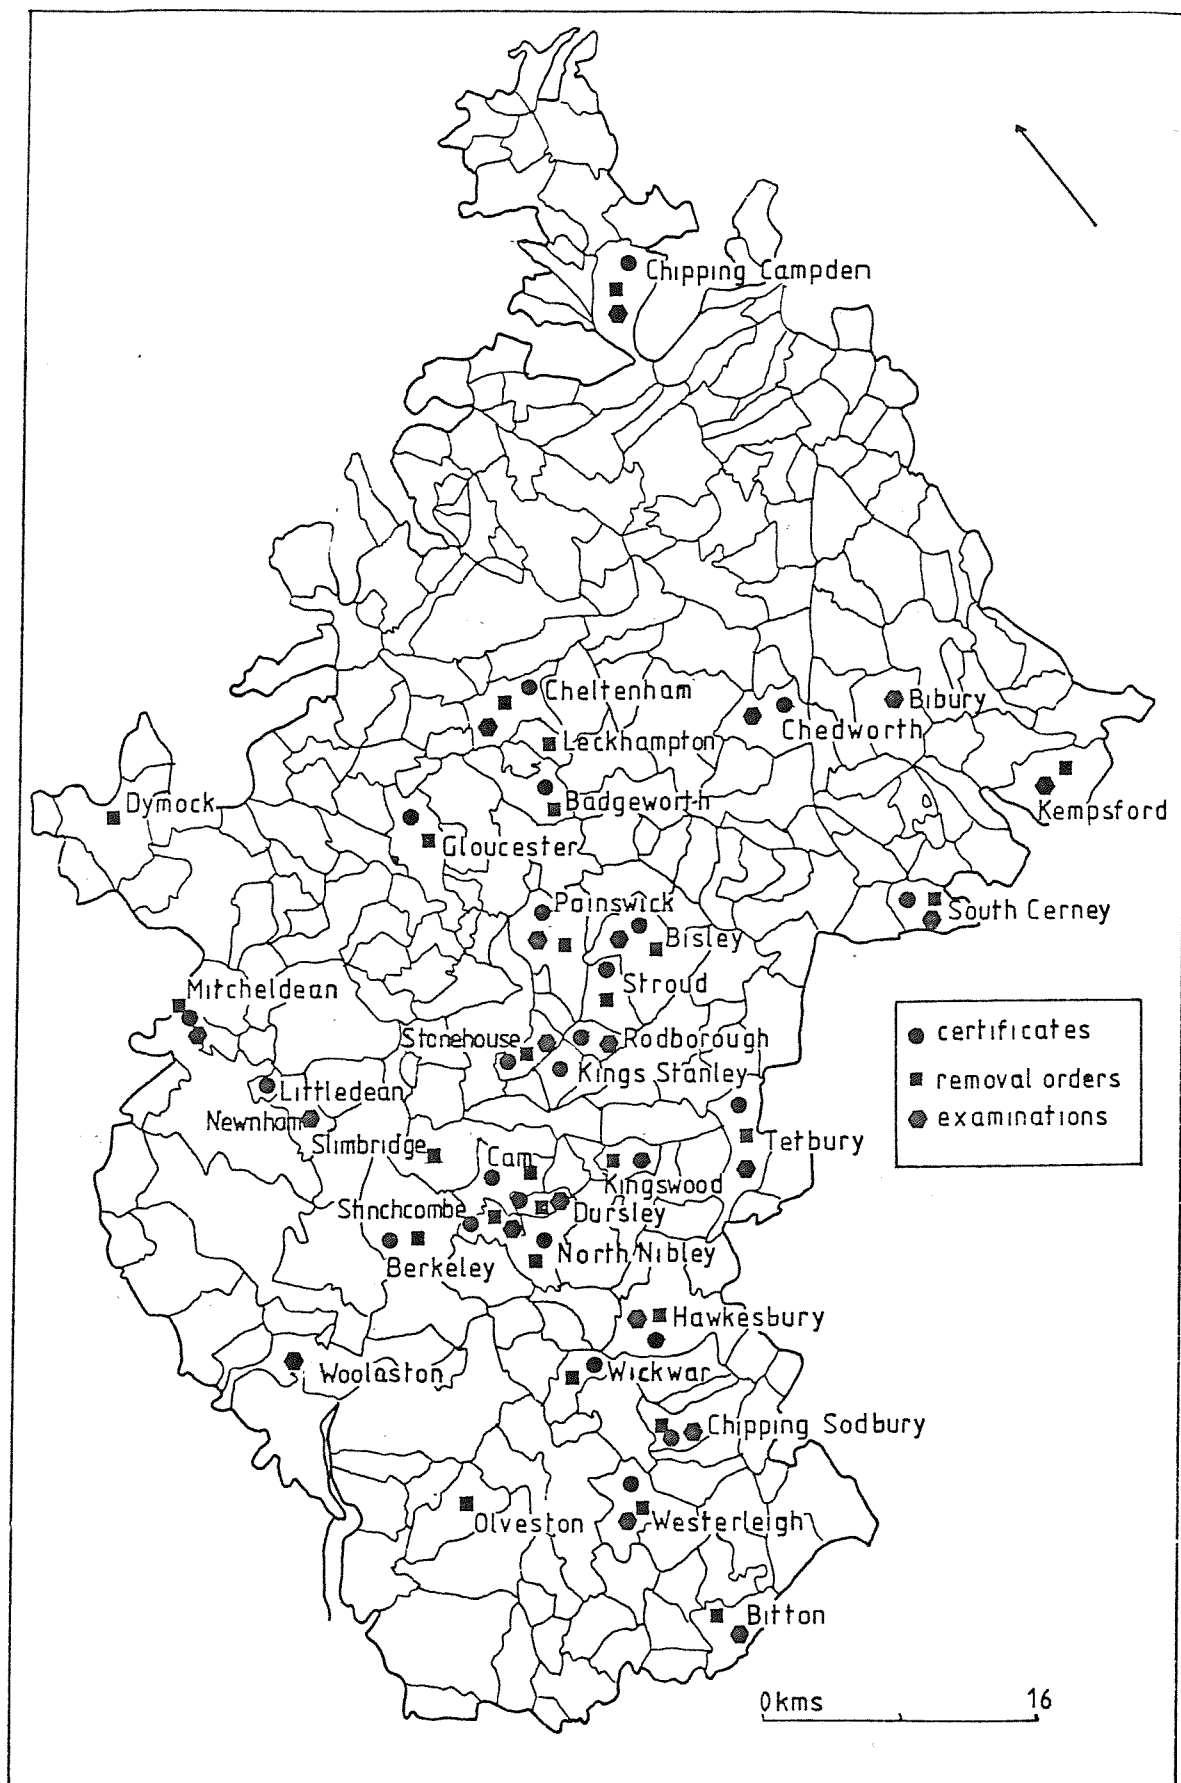 Chipping Campden
Cheltenham
Bibury
Chedworth
Leckhampton
Dymock
Badgeworth
Kempsford
Gloucester
Painswick
South Cerney
Bisley
Stroud
Mitcheldean
Stonehouse
Rodborough
Kings Stanley
Littledean
Newnham
Slimbridge
Tetbury
Cam
Kingswood
Stinchcombe
Dursley
North Nibley
Berkeley
Hawkesbury
Woolaston
Wickwar
Chipping Sodbury
Olveston
Westerleigh
Bitton
certificates
removal orders
examinations
0kms 16